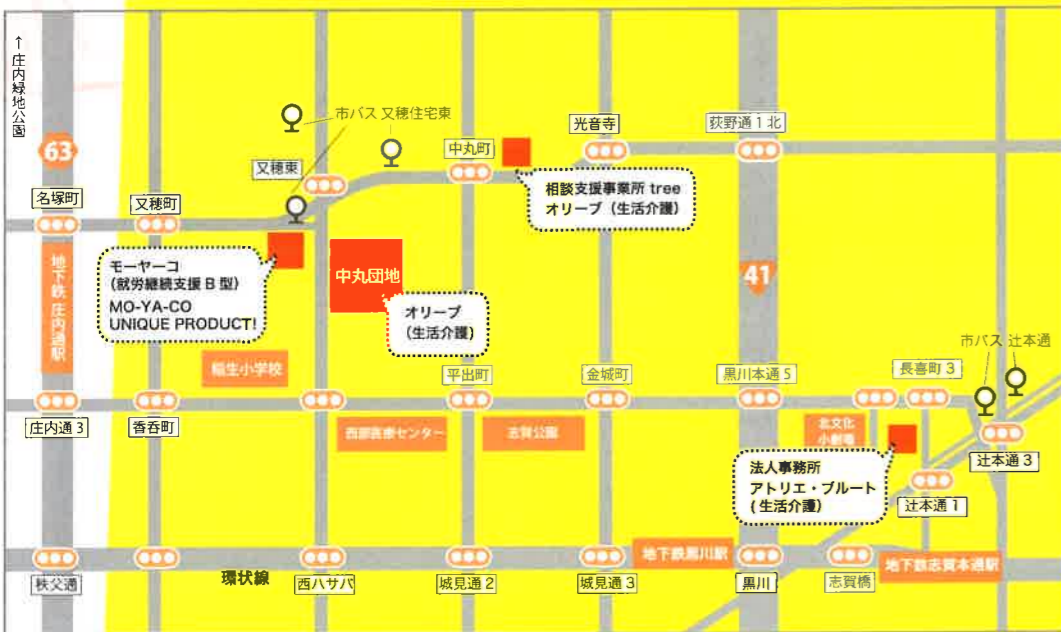 ↑庄内緑地公園
63
市バス 又穂住宅東
光音寺
荻野通1北
中丸町
又穂東
名塚町
又穂町
相談支援事業所 tree
オリーブ（生活介護）
地下鉄 庄内通駅
モーヤーコ
（就労継続支援 B 型）
MO-YA-CO
UNIQUE PRODUCT!
中丸団地
オリーブ
（生活介護）
41
市バス 辻本通
稲生小学校
平出町
金城町
黒川本通5
長喜町3
庄内通3
香呑町
西部医療センター
志賀公園
北文化
小劇場
法人事務所
アトリエ・ブルート
(生活介護)
辻本通3
辻本通1
地下鉄黒川駅
地下鉄志賀本通駅
秩父通
環状線
西ハサバ
城見通2
城見通3
黒川
志賀橋